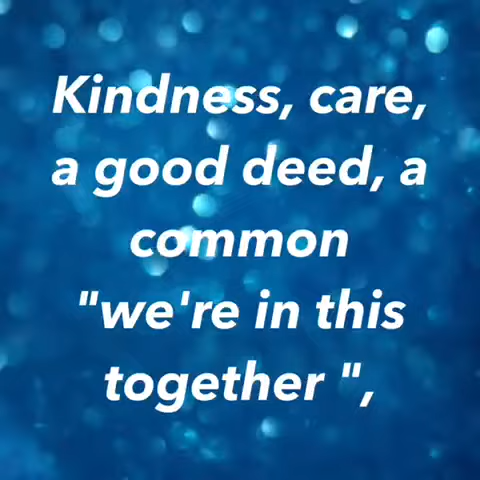 Kindness, care,
a good deed, a
common
"we're in this
together ",